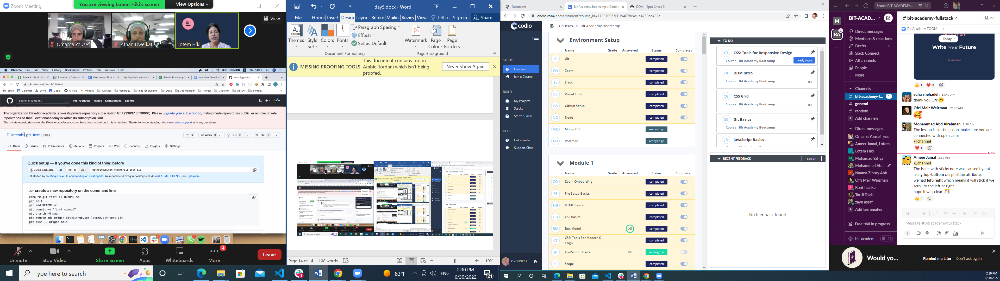 Zoom Meeting
You are viewing Lotem Hiki's screen
View Options
View
Omama Yousef
Afnan Dweikat
Lotem Hiki
Chrome File Edit View History Bookmarks Profiles Tab Window Help
100%
Thu 14:27
Rawabi cohort data
Elevation - Calenda
Overview « Bit Aca
Updated invitation:
Rawabi Bootcamp S
Interview Question
lotemh/git-test
github.com/lotemh/git-test
gmail Calendar Drive Codio GitHub monday fullstack cohort 23 mac for students מיונים Job manager Rawabi CyberArk לקוחות content
Search or jump to...
Pull requests Issues Marketplace Explore
The organization Elevationacademy is over its private repository subscription limit (13697 of 10000). Please upgrade your subscription, make private repositories public, or remove private
repositories so that Elevationacademy is within its subscription limit.
The private repositories under the Elevationacademy account have been locked until this is resolved. Thanks for understanding. You can contact support with any questions.
lotemh/git-test Public
Pin
Watch 0
Fork 0
Star 0
Code Issues Pull requests Actions Projects Wiki Security Insights Settings
Quick setup — if you've done this kind of thing before
Set up in Desktop or HTTPS SSH git@github.com:lotemh/git-test.git
Get started by creating a new file or uploading an existing file. We recommend every repository include a README, LICENSE, and .gitignore.
...or create a new repository on the command line
echo "# git-test" >> README.md
git init
git add README.md
git commit -m "first commit"
git branch -M main
git remote add origin git@github.com:lotemh/git-test.git
git push -u origin main
Unmute
Stop Video
Share Screen
Apps
Whiteboards
More
4
Leave
Type here to search
83°F
ENG
2:30 PM
6/30/2022
21
day5.docx - Word
File Home Insert Desig Layou Refere Mailin Review View Tell m Sign in Share
Themes
Style
Set
Colors
Fonts
Paragraph Spacing
Effects
Set as Default
Watermark
Page
Color
Page
Borders
Document Formatting
Page Background
MISSING PROOFING TOOLS
This document contains text in
Arabic (Jordan) which isn't being
proofed.
Never Show Again
Page 14 of 14 108 words
110%
Document
Bit Academy Bootcamp « Course
DOM - Spot Check 5
codio.com/home/student?course_id=17957093766194678e4e1e4730ad452e
codio
Courses > Bit Academy Bootcamp
STUDY
Courses
Join a Course
BUILD
My Projects
Stacks
Starter Packs
HELP
Help Center
Support Chat
OYOUSEF2
Environment Setup
Name Grade Answered Status Completed
GI Git completed
ZO Zoom completed
SL Slack completed
VC Visual Code completed
GS Github Setup completed
NO Node completed
MO MongoDB ready to go
PO Postman ready to go
Module 1
Name Grade Answered Status Completed
ZO Zoom Onboarding completed
FS File Setup Basics completed
HB HTML Basics completed
CB CSS Basics completed
BM Box Model All completed
CT CSS: Tools For Modern D
esign completed
JB JavaScript Basics 0% in progress
SC Scope completed
TO DO
CT CSS: Tools for Responsive Design
Course Bit Academy Bootcamp ready to go
DI DOM Intro
Course Bit Academy Bootcamp 0%
CG CSS Grid
Course Bit Academy Bootcamp 0%
GB Git Basics
Course Bit Academy Bootcamp
JB JavaScript Basics
RECENT FEEDBACK
see all
No feedback found
Search BIT-ACADEMY...
M
BA
1
BIT-ACAD...
Direct messages
Mentions & reactions
Drafts 1
Slack Connect
All channels
People
More
Channels
# bit-academy-f... 1
# general
# random
Add channels
Direct messages
Omama Yousef you
Ameer Jamal, Lotem...
Lotem Hiki
Mohamad Yahya
Mohammad Ab...
Naama Zipory Abir
Ofri Meir Weizman
Roni Tzadka
Tartil Talah
zayn assaf
Add teammates
Free trial in progress
bit-academ...
# bit-academy-fullstack
27
Bit Academy ZOOM
Today
Write Your Future
1
3
suha shehadeh 12:47 AM
thank you Ofri
Ofri Meir Weizman 12:58 AM
Mohammad Abd Alrahman 2:59 AM
The lesson is starting soon, make sure you are
connected with open cams
@channel
1
New
Ameer Jamal 3:35 AM
@channel
The issue with sticky note was caused by not
using top/bottom css position attribute.
we had left/right which means it will stick if we
scroll to the left or right.
hope it was clear!
4
Message #bit-academy-fullstack
Would yo...
Remind me later
Don't ask again
2:30 PM
6/30/2022